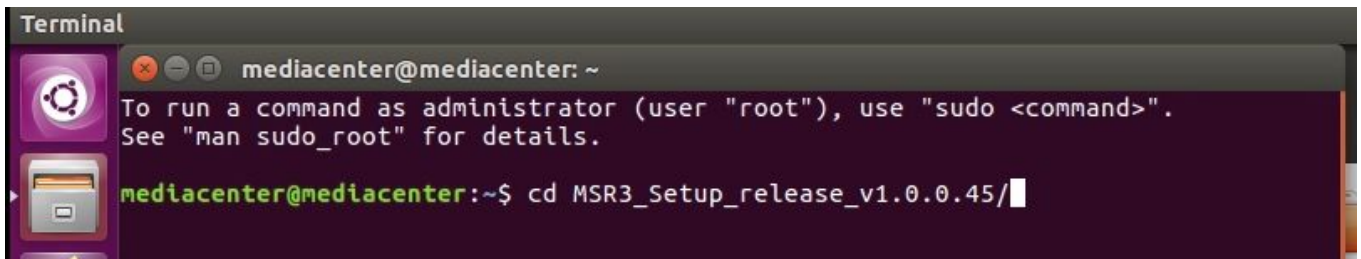 Terminal
mediacenter@mediacenter: ~
To run a command as administrator (user "root"), use "sudo <command>".
See "man sudo_root" for details.
mediacenter@mediacenter:~$ cd MSR3_Setup_release_v1.0.0.45/